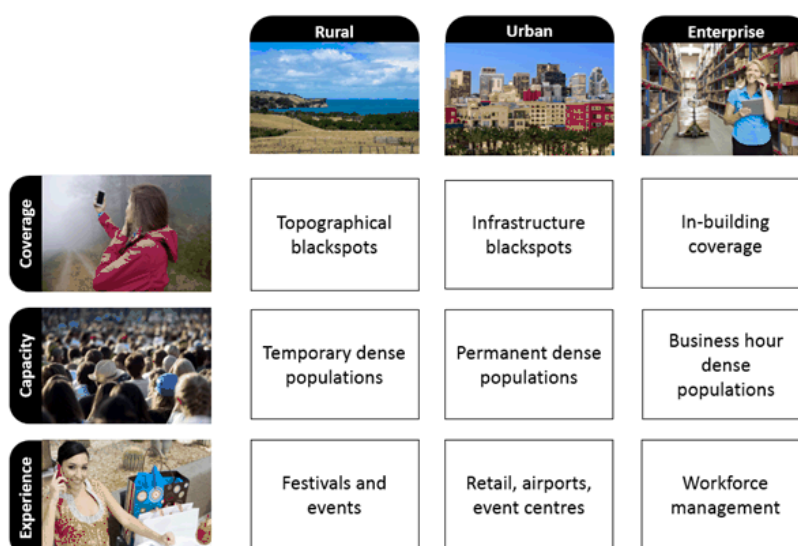 Rural
Urban
Enterprise
Coverage
Topographical
blackspots
Infrastructure
blackspots
In-building
coverage
Capacity
Temporary dense
populations
Permanent dense
populations
Business hour
dense
populations
Experience
Festivals and
events
Retail, airports,
event centres
Workforce
management